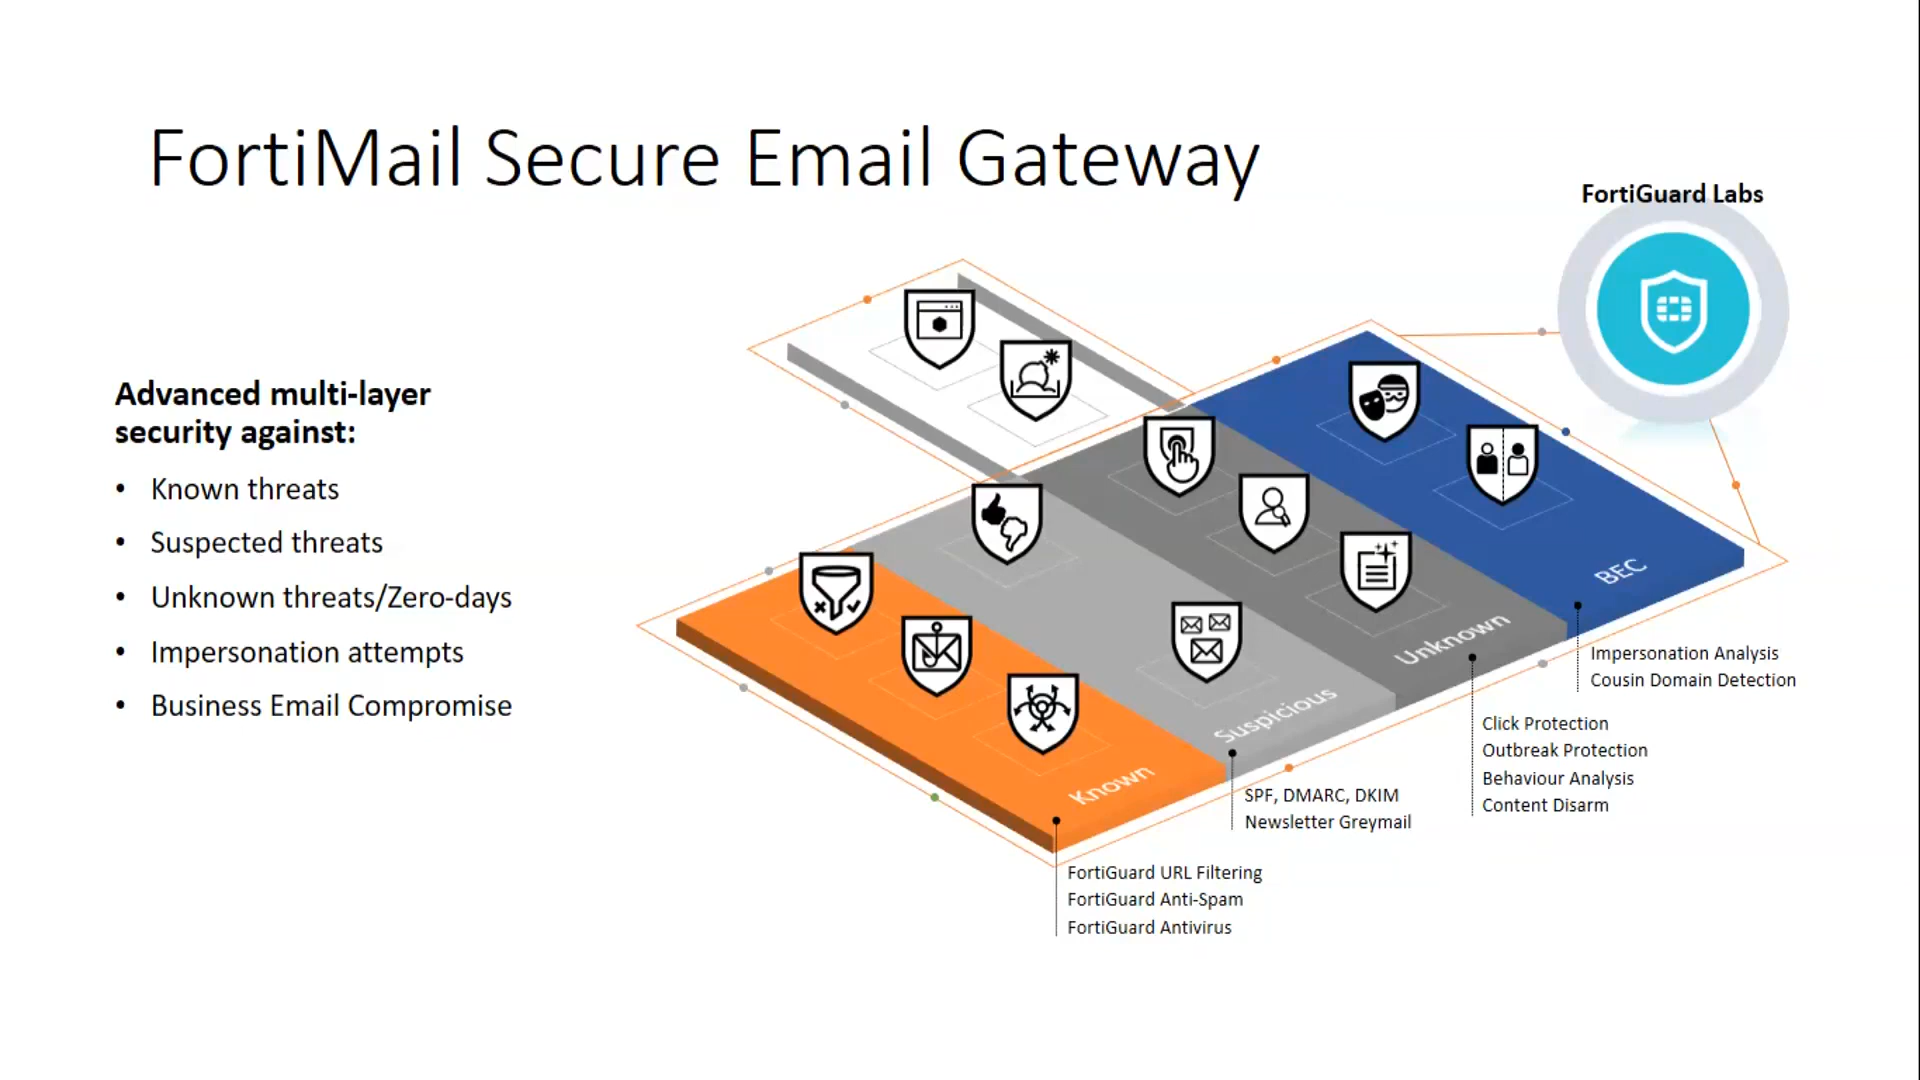 FortiMail Secure Email Gateway
FortiGuard Labs
Advanced multi-layer
security against:
• Known threats
• Suspected threats
• Unknown threats/Zero-days
• Impersonation attempts
• Business Email Compromise
BEC
Unknown
Suspicious
Known
Impersonation Analysis
Cousin Domain Detection
Click Protection
Outbreak Protection
Behaviour Analysis
Content Disarm
SPF, DMARC, DKIM
Newsletter Greymail
FortiGuard URL Filtering
FortiGuard Anti-Spam
FortiGuard Antivirus